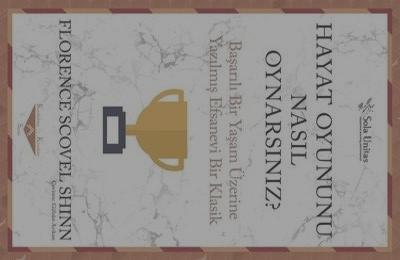 Sola Unitas
HAYAT OYUNUNU
NASIL
OYNARSINIZ?
Başarılı Bir Yaşam Üzerine
Yazılmış Efsanevi Bir Klasik
FLORENCE SCOVEL SHINN